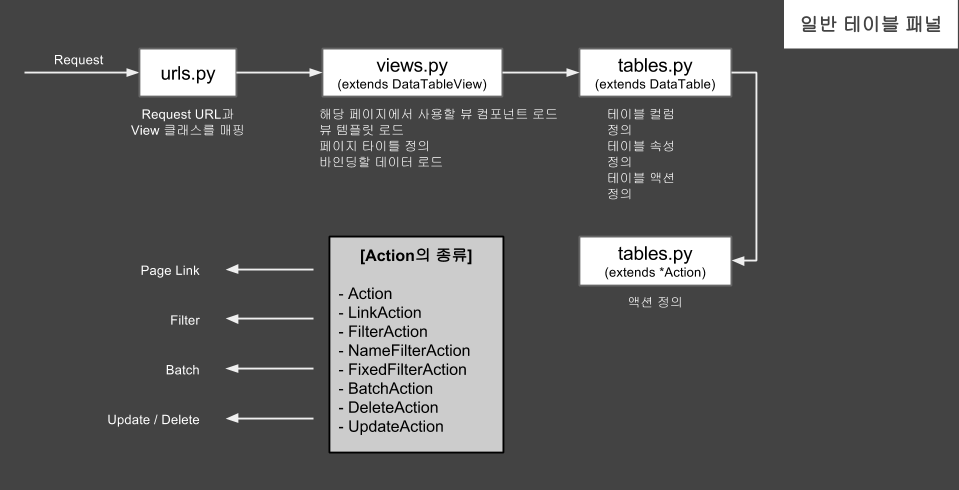 일반 테이블 패널
Request
urls.py
Request URL과
View 클래스를 매핑
views.py
(extends DataTableView)
해당 페이지에서 사용할 뷰 컴포넌트 로드
뷰 템플릿 로드
페이지 타이틀 정의
바인딩할 데이터 로드
tables.py
(extends DataTable)
테이블 컬럼
정의
테이블 속성
정의
테이블 액션
정의
tables.py
(extends *Action)
액션 정의
[Action의 종류]
- Action
- LinkAction
- FilterAction
- NameFilterAction
- FixedFilterAction
- BatchAction
- DeleteAction
- UpdateAction
Page Link
Filter
Batch
Update / Delete